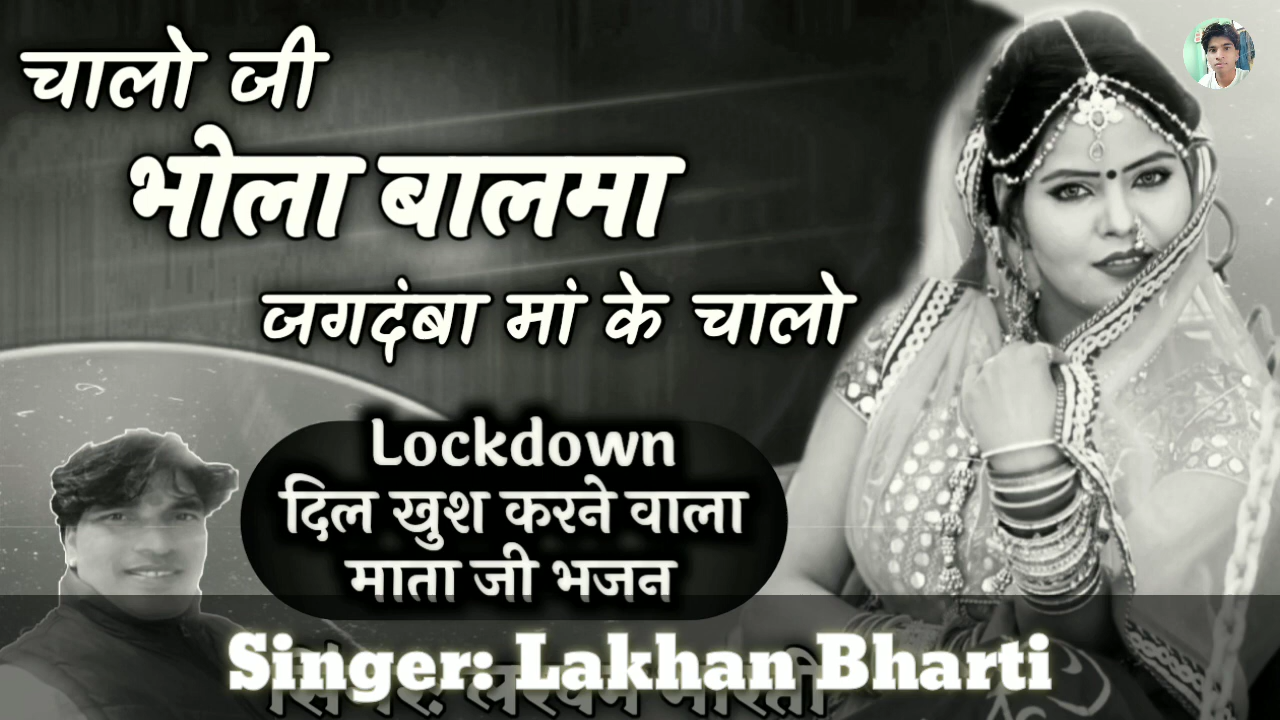 चालो जी
भोला बालमा
जगदंबा मां के चालो
Lockdown
दिल खुश करने वाला
माता जी भजन
Singer: Lakhan Bharti